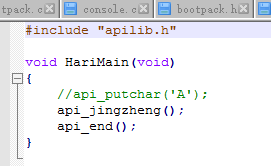 tpack.c console.c bootpack.h
#include "apilib.h"
void HariMain(void)
{
//api_putchar('A');
api_jingzheng();
api_end();
}